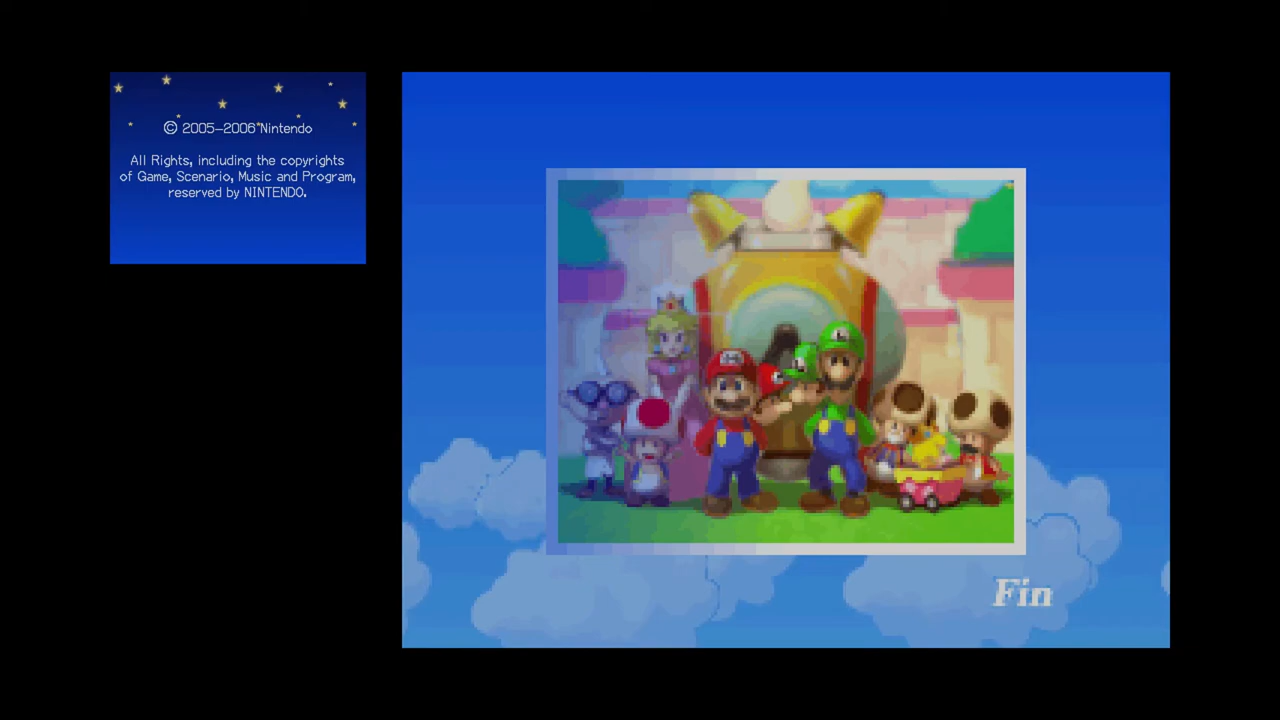 © 2005-2006 Nintendo
All Rights, including the copyrights
of Game, Scenario, Music and Program,
reserved by NINTENDO.
M
L
Fin